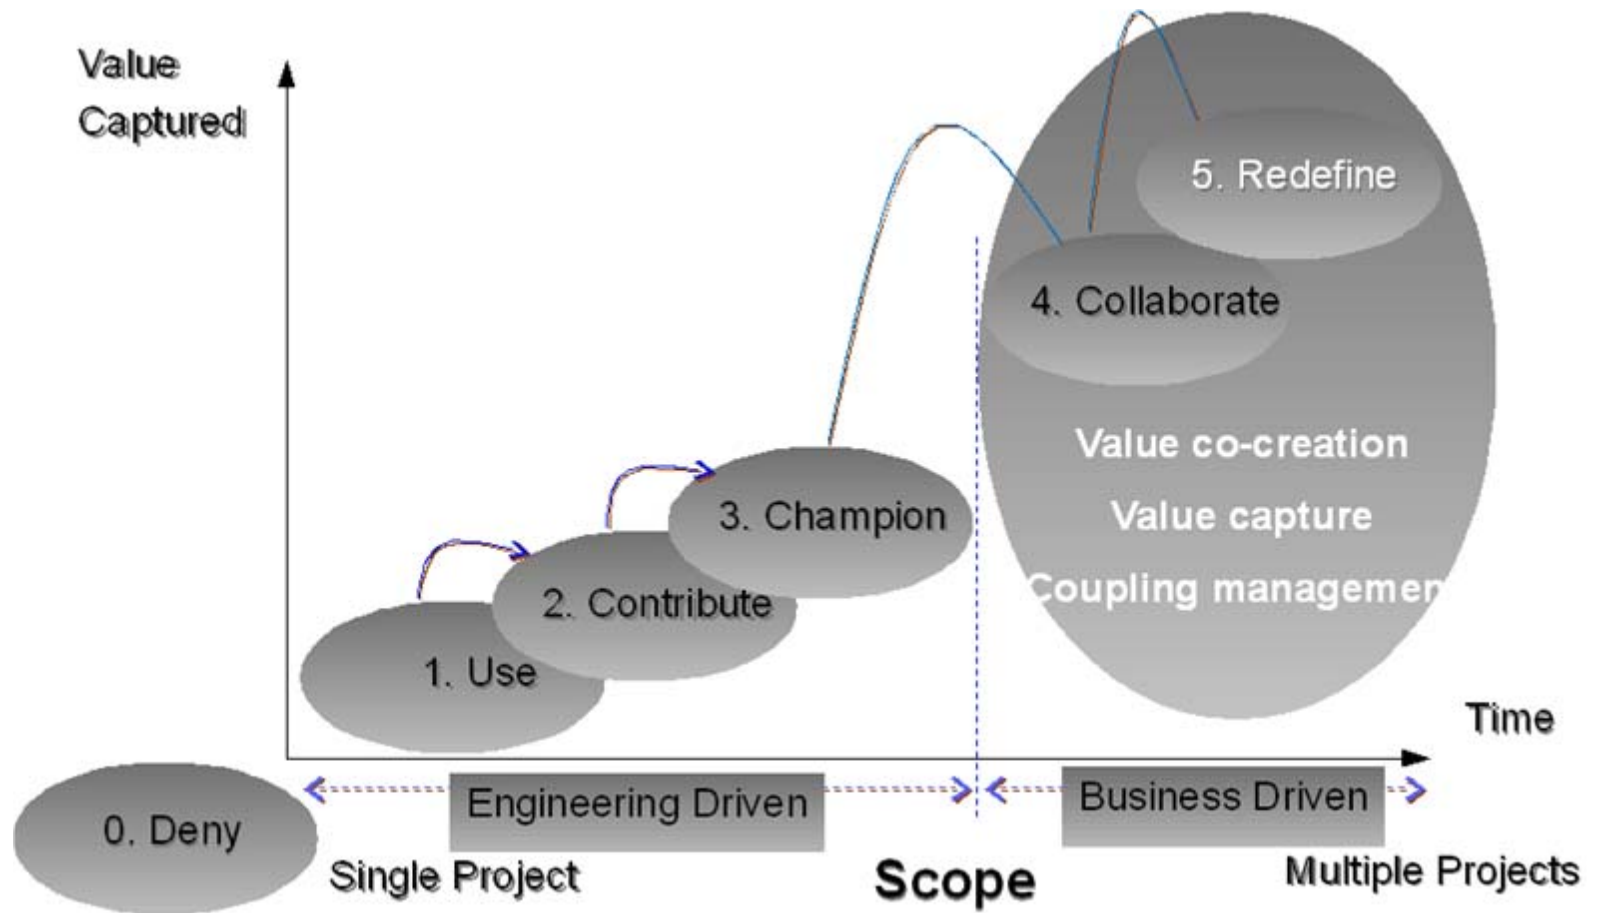 Value
Captured
5. Redefine
4. Collaborate
Value co-creation
3. Champion
Value capture
2. Contribute
Coupling managemen
1. Use
Time
Engineering Driven
Business Driven
0. Deny
Single Project
Scope
Multiple Projects